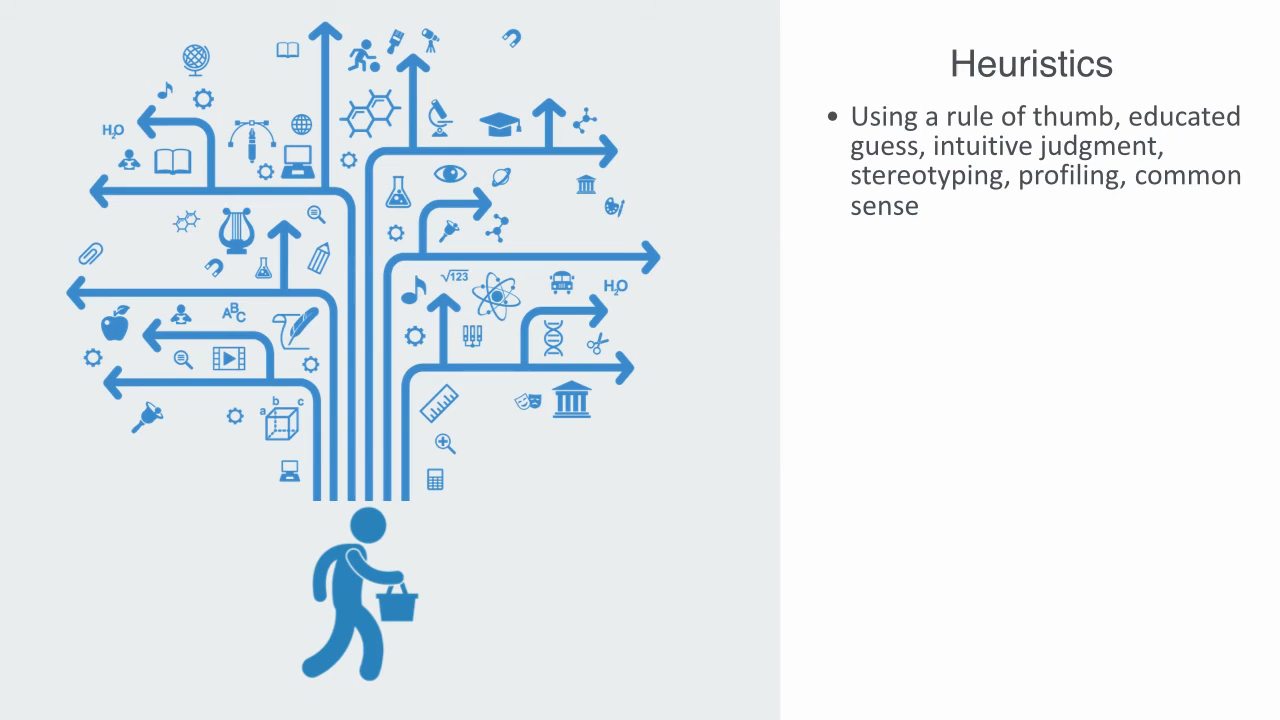 Heuristics
• Using a rule of thumb, educated
guess, intuitive judgment,
stereotyping, profiling, common
sense
H2O
√123
H2O
ABC
a b c